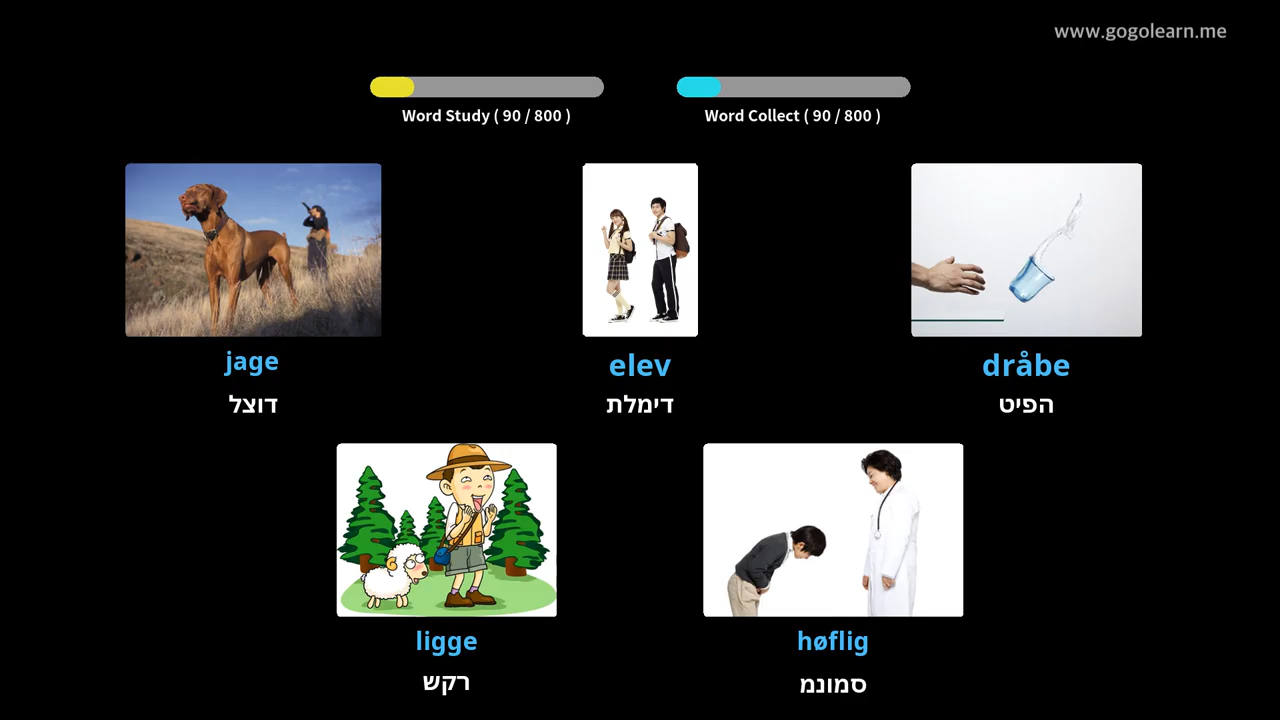 www.gogolearn.me
Word Study ( 90 / 800 )
Word Collect ( 90 / 800 )
jage
דוצל
elev
דימלת
dråbe
הפיט
ligge
רקש
høflig
סמונמ